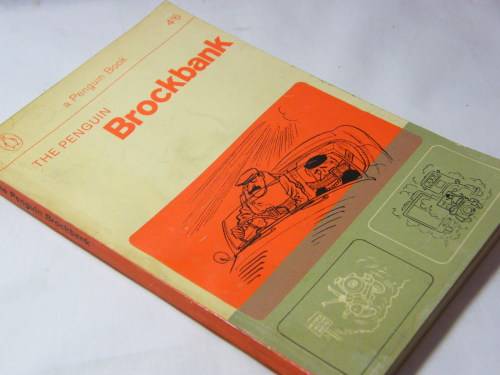 a Penguin Book
4'6
THE PENGUIN
Brockbank
The Penguin Brockbank